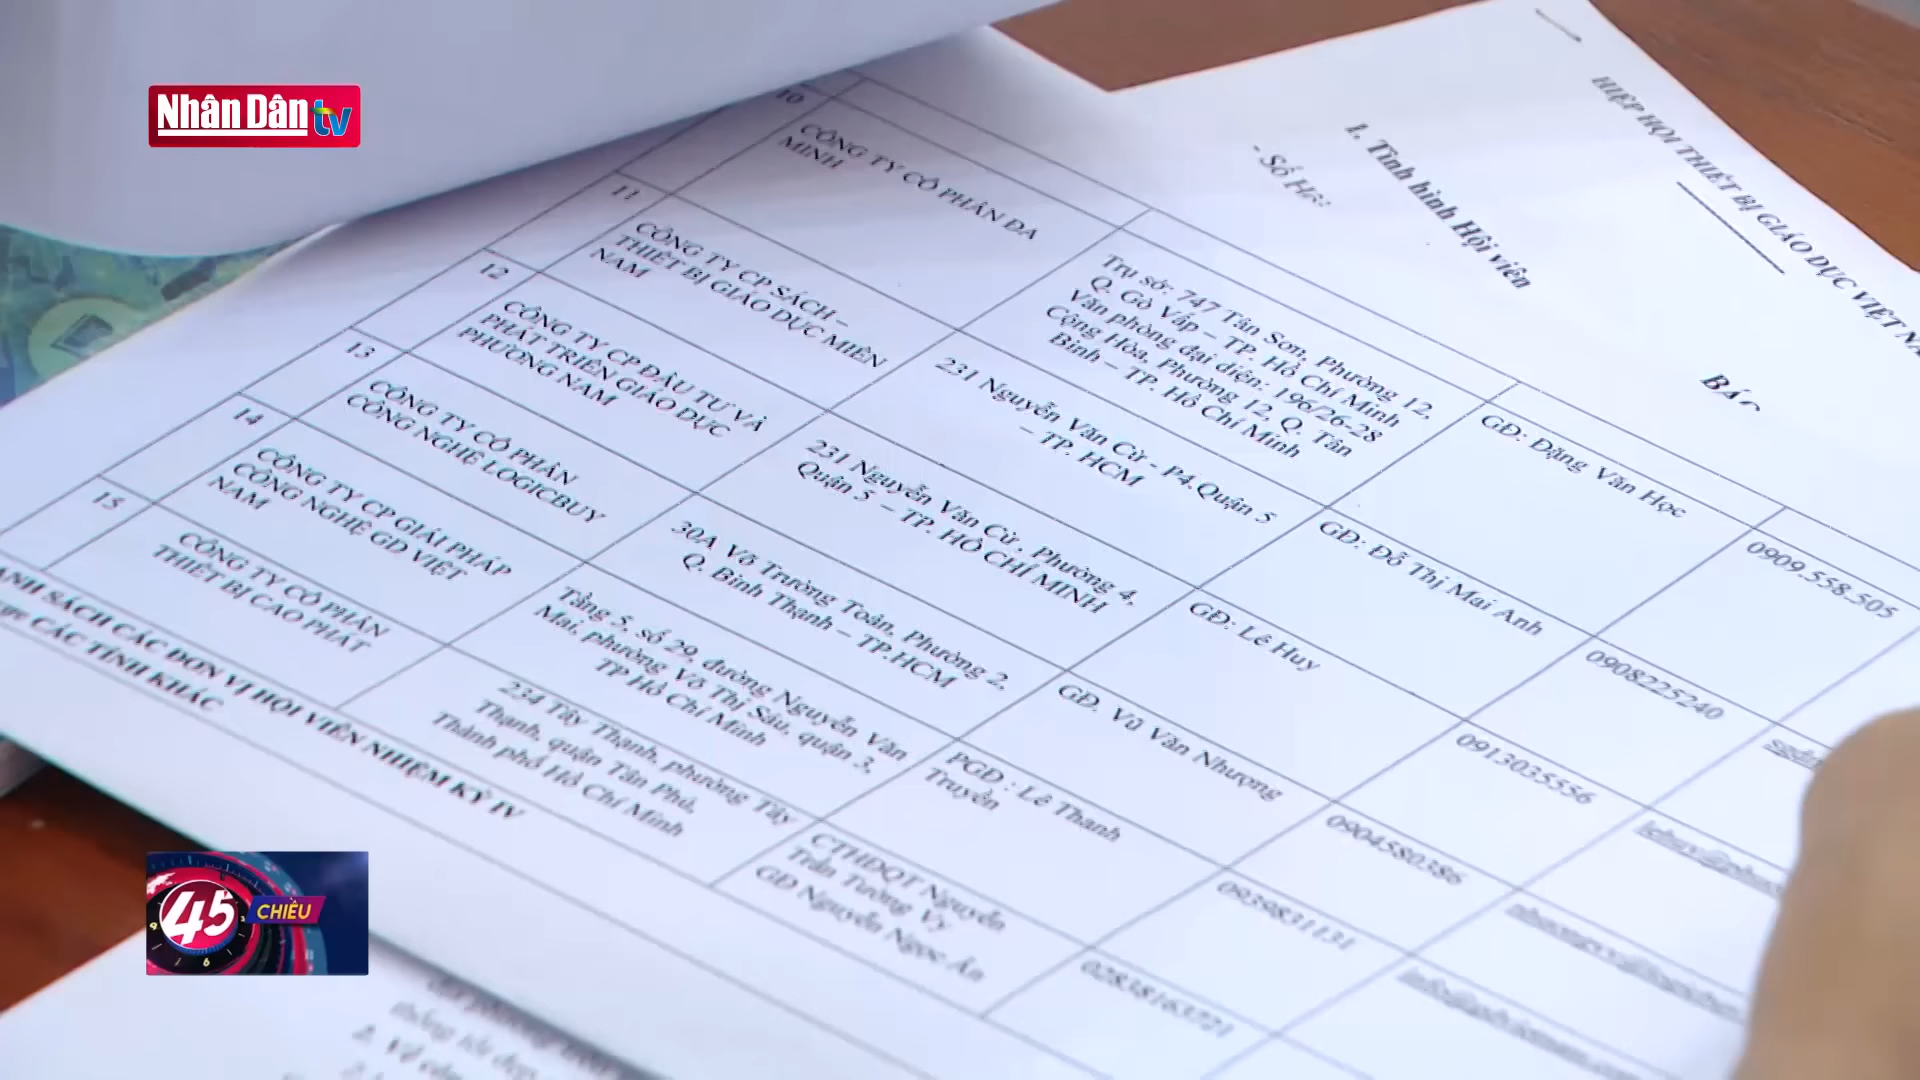 Nhân Dân tv
HIỆP HỘI THIẾT BỊ GIÁO DỤC VIỆT
I. Tình hình Hội viên
- Số
10
CÔNG TY CỔ PHẦN ĐA
MINH
Trụ sở: 747 Tân Sơn, Phường 12,
Q. Gò Vấp – TP. Hồ Chí Minh
Văn phòng đại diện: 196/26-28
Cộng Hòa, Phường 12, Q. Tân
Bình – TP. Hồ Chí Minh
GĐ: Đặng Văn Học
0909.558.505
11
CÔNG TY CP SÁCH –
THIẾT BỊ GIÁO DỤC MIỀN
NAM
231 Nguyễn Văn Cừ - P4, Quận 5
– TP. HCM
GĐ: Đỗ Thị Mai Anh
0908225240
12
CÔNG TY CP ĐẦU TƯ VÀ
PHÁT TRIỂN GIÁO DỤC
PHƯƠNG NAM
231 Nguyễn Văn Cừ, Phường 4,
Quận 5 – TP. HỒ CHÍ MINH
GĐ: Lê Huy
0913035556
13
CÔNG TY CỔ PHẦN
CÔNG NGHỆ LOGICBUY
30A Võ Trường Toản, Phường 2,
Q. Bình Thạnh – TP.HCM
GĐ. Vũ Văn Nhượng
0904580386
14
CÔNG TY CP GIẢI PHÁP
CÔNG NGHỆ GD VIỆT
NAM
Tầng 5, số 29, đường Nguyễn Văn
Mai, phường Võ Thị Sáu, quận 3,
TP Hồ Chí Minh
PGĐ : Lê Thanh
Truyền
0939831131
15
CÔNG TY CỔ PHẦN
THIẾT BỊ CAO PHÁT
234 Tây Thạnh, phường Tây
Thạnh, quận Tân Phú,
Thành phố Hồ Chí Minh
CTHĐQT Nguyễn
Trần Tường Vy
GĐ Nguyễn Ngọc Ẩn
02838163721
SÁCH CÁC ĐƠN VỊ HỘI VIÊN NHIỆM KỲ IV
CÁC TỈNH KHÁC
45
CHIỀU